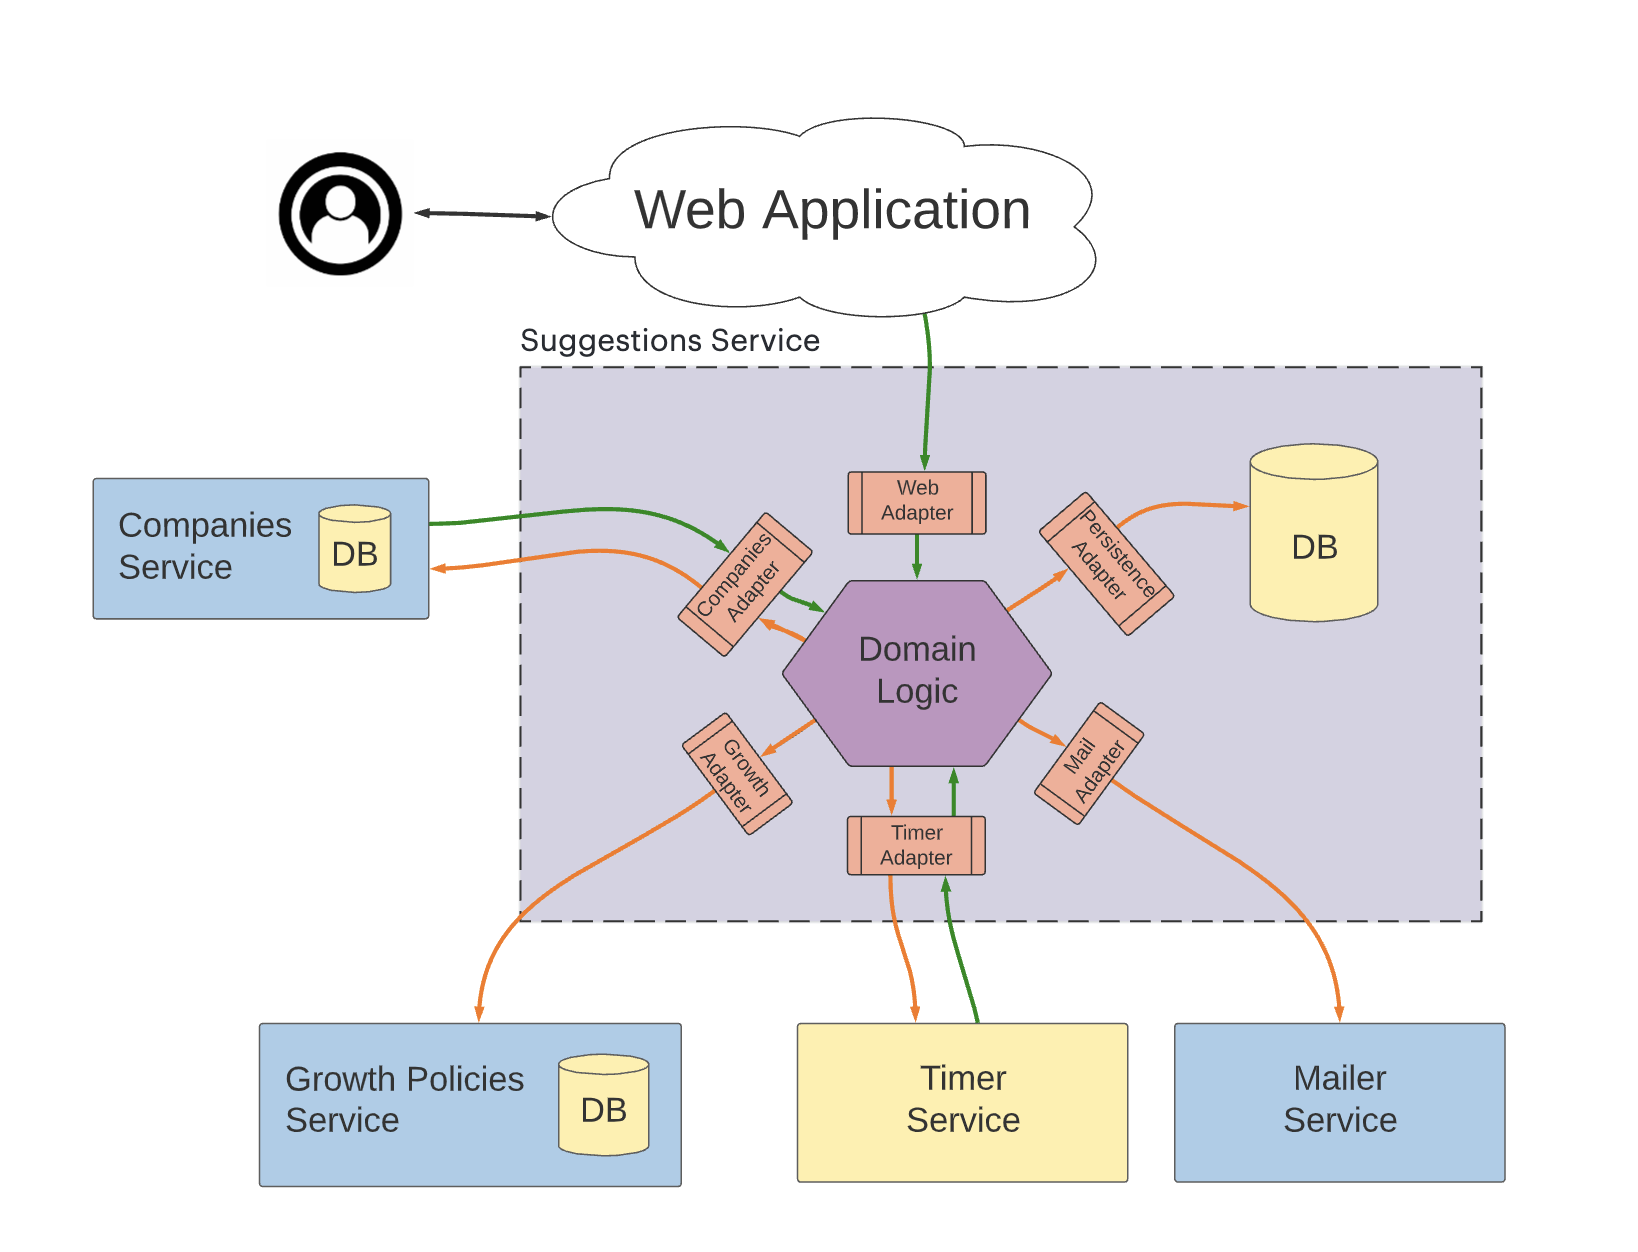 Web Application
Suggestions Service
Companies
Service
DB
Web
Adapter
Companies
Adapter
Persistence
Adapter
DB
Domain
Logic
Growth
Adapter
Mail
Adapter
Timer
Adapter
Growth Policies
Service
DB
Timer
Service
Mailer
Service